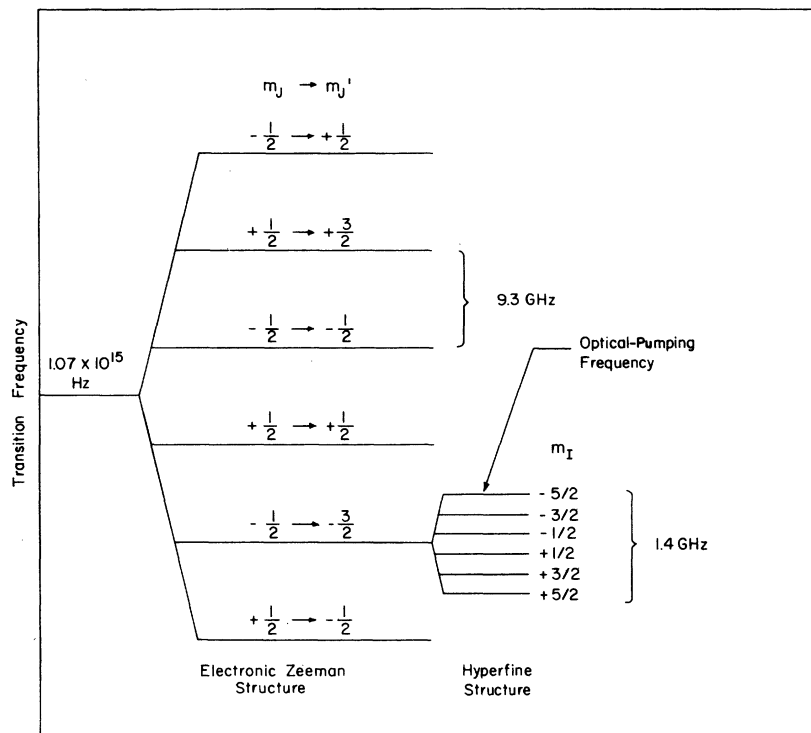 Transition Frequency
m_J → m_J'
- 1/2 → + 1/2
+ 1/2 → + 3/2
9.3 GHz
- 1/2 → - 1/2
Optical-Pumping
Frequency
1.07 x 10^15
Hz
+ 1/2 → + 1/2
m_I
- 1/2 → - 3/2
- 5/2
- 3/2
- 1/2
+ 1/2
+ 3/2
+ 5/2
1.4 GHz
+ 1/2 → - 1/2
Electronic Zeeman
Structure
Hyperfine
Structure